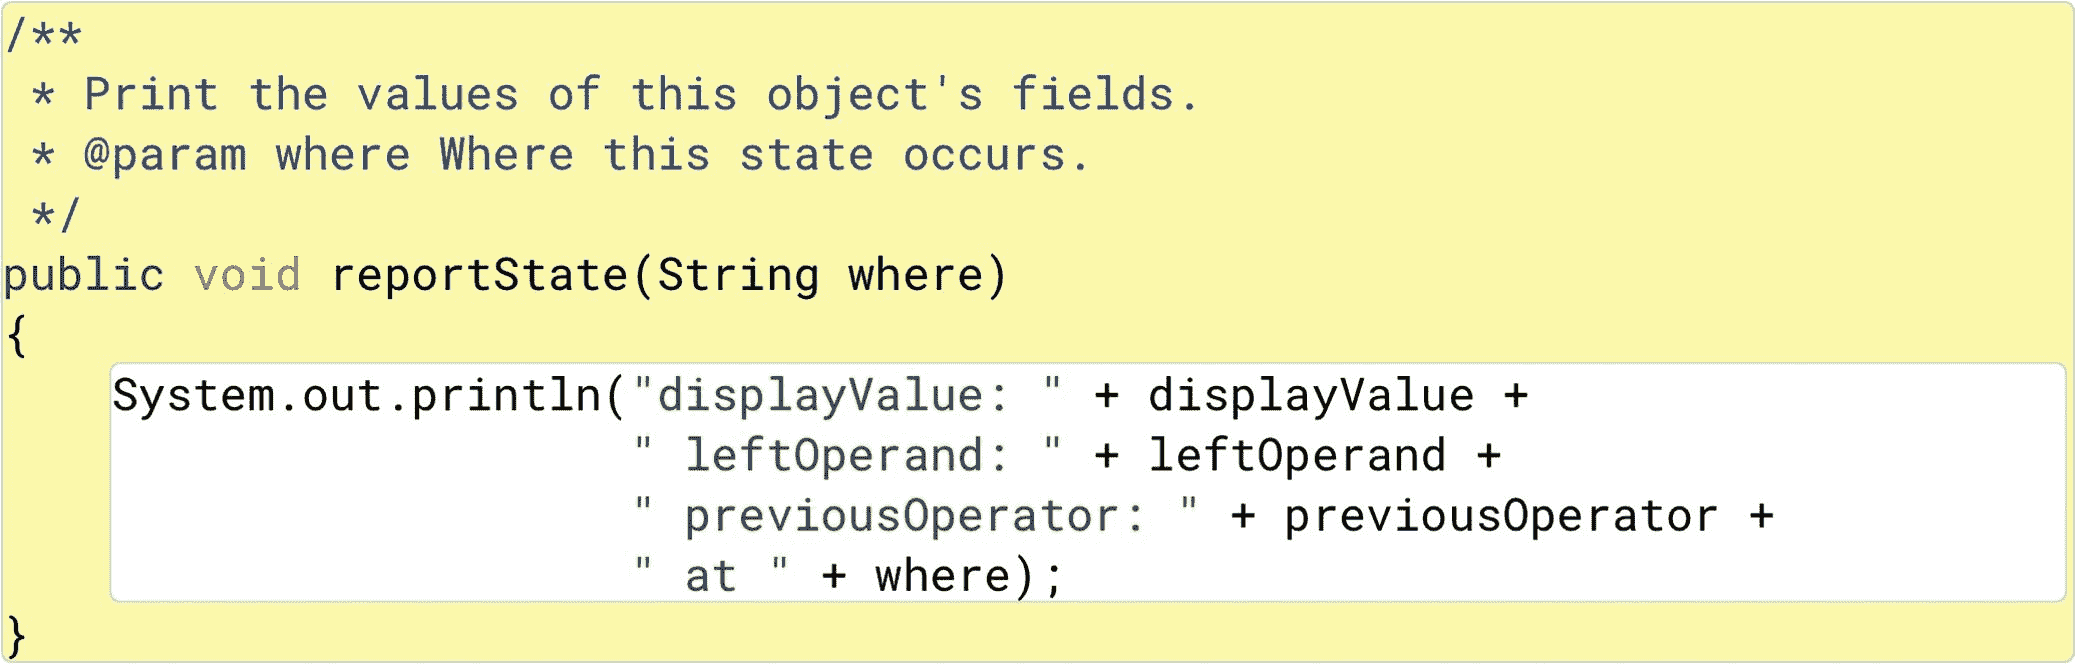 /**
 * Print the values of this object's fields.
 * @param where Where this state occurs.
 */
public void reportState(String where)
{
    System.out.println("displayValue: " + displayValue +
                       " leftOperand: " + leftOperand +
                       " previousOperator: " + previousOperator +
                       " at " + where);
}